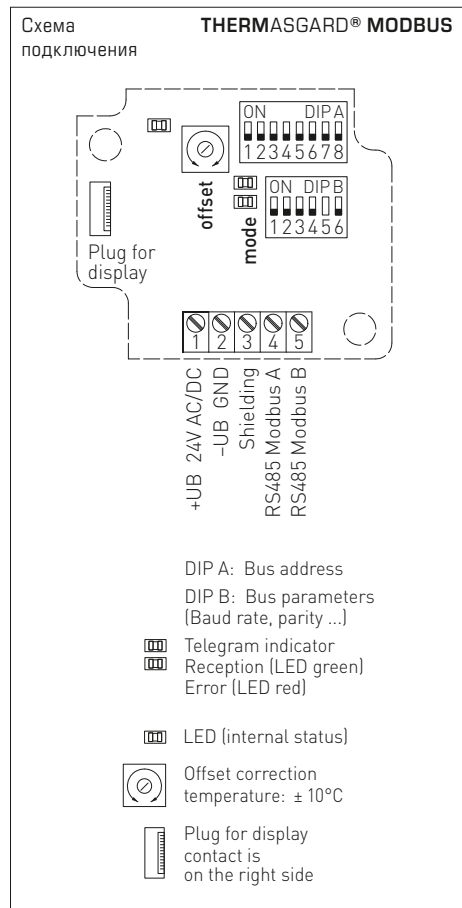 Схема THERMASGARD® MODBUS
подключения
ON DIP A
1 2 3 4 5 6 7 8
offset
ON DIP B
1 2 3 4 5 6
mode
Plug for
display
1 2 3 4 5
+UB 24V AC/DC
–UB GND
Shielding
RS485 Modbus A
RS485 Modbus B
DIP A: Bus address
DIP B: Bus parameters
(Baud rate, parity ...)
Telegram indicator
Reception (LED green)
Error (LED red)
LED (internal status)
Offset correction
temperature: ± 10°C
Plug for display
contact is
on the right side